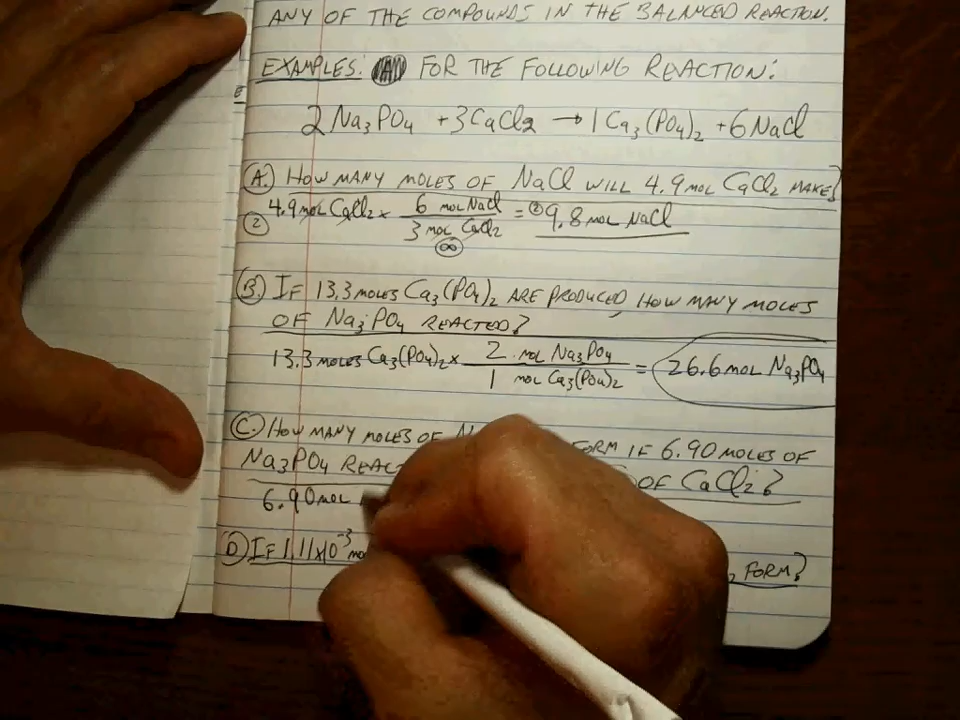 ANY OF THE COMPOUNDS IN THE BALANCED REACTION.
EXAMPLES: FOR THE FOLLOWING REACTION:
2Na₃PO₄ + 3CaCl₂ → 1Ca₃(PO₄)₂ + 6NaCl
A. HOW MANY MOLES OF NaCl WILL 4.9 mol CaCl₂ MAKE?
4.9 mol CaCl₂ × 6 mol NaCl / 3 mol CaCl₂ = ② 9.8 mol NaCl
② ∞
B. IF 13.3 MOLES Ca₃(PO₄)₂ ARE PRODUCED, HOW MANY MOLES
OF Na₃PO₄ REACTED?
13.3 moles Ca₃(PO₄)₂ × 2 mol Na₃PO₄ / 1 mol Ca₃(PO₄)₂ = 26.6 mol Na₃PO₄
C. HOW MANY MOLES OF FORM IF 6.90 MOLES OF
Na₃PO₄ OF CaCl₂?
6.90 mol
D. IF 1.11x10⁻³ FORM?